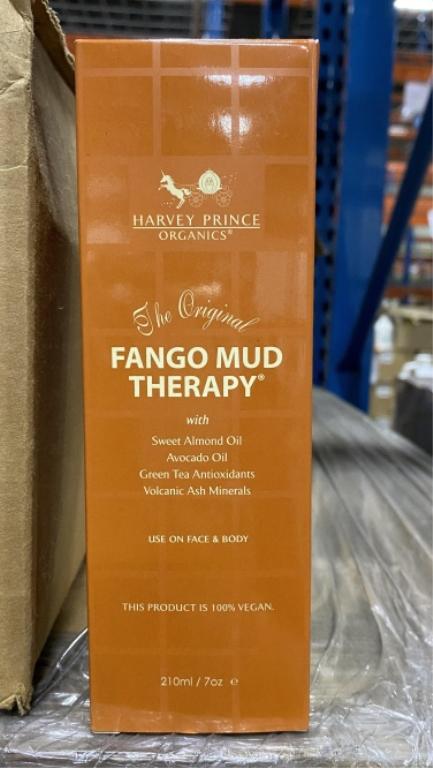 HARVEY PRINCE
ORGANICS®
The Original
FANGO MUD
THERAPY®
with
Sweet Almond Oil
Avocado Oil
Green Tea Antioxidants
Volcanic Ash Minerals
USE ON FACE & BODY
THIS PRODUCT IS 100% VEGAN.
210ml / 7oz ℮